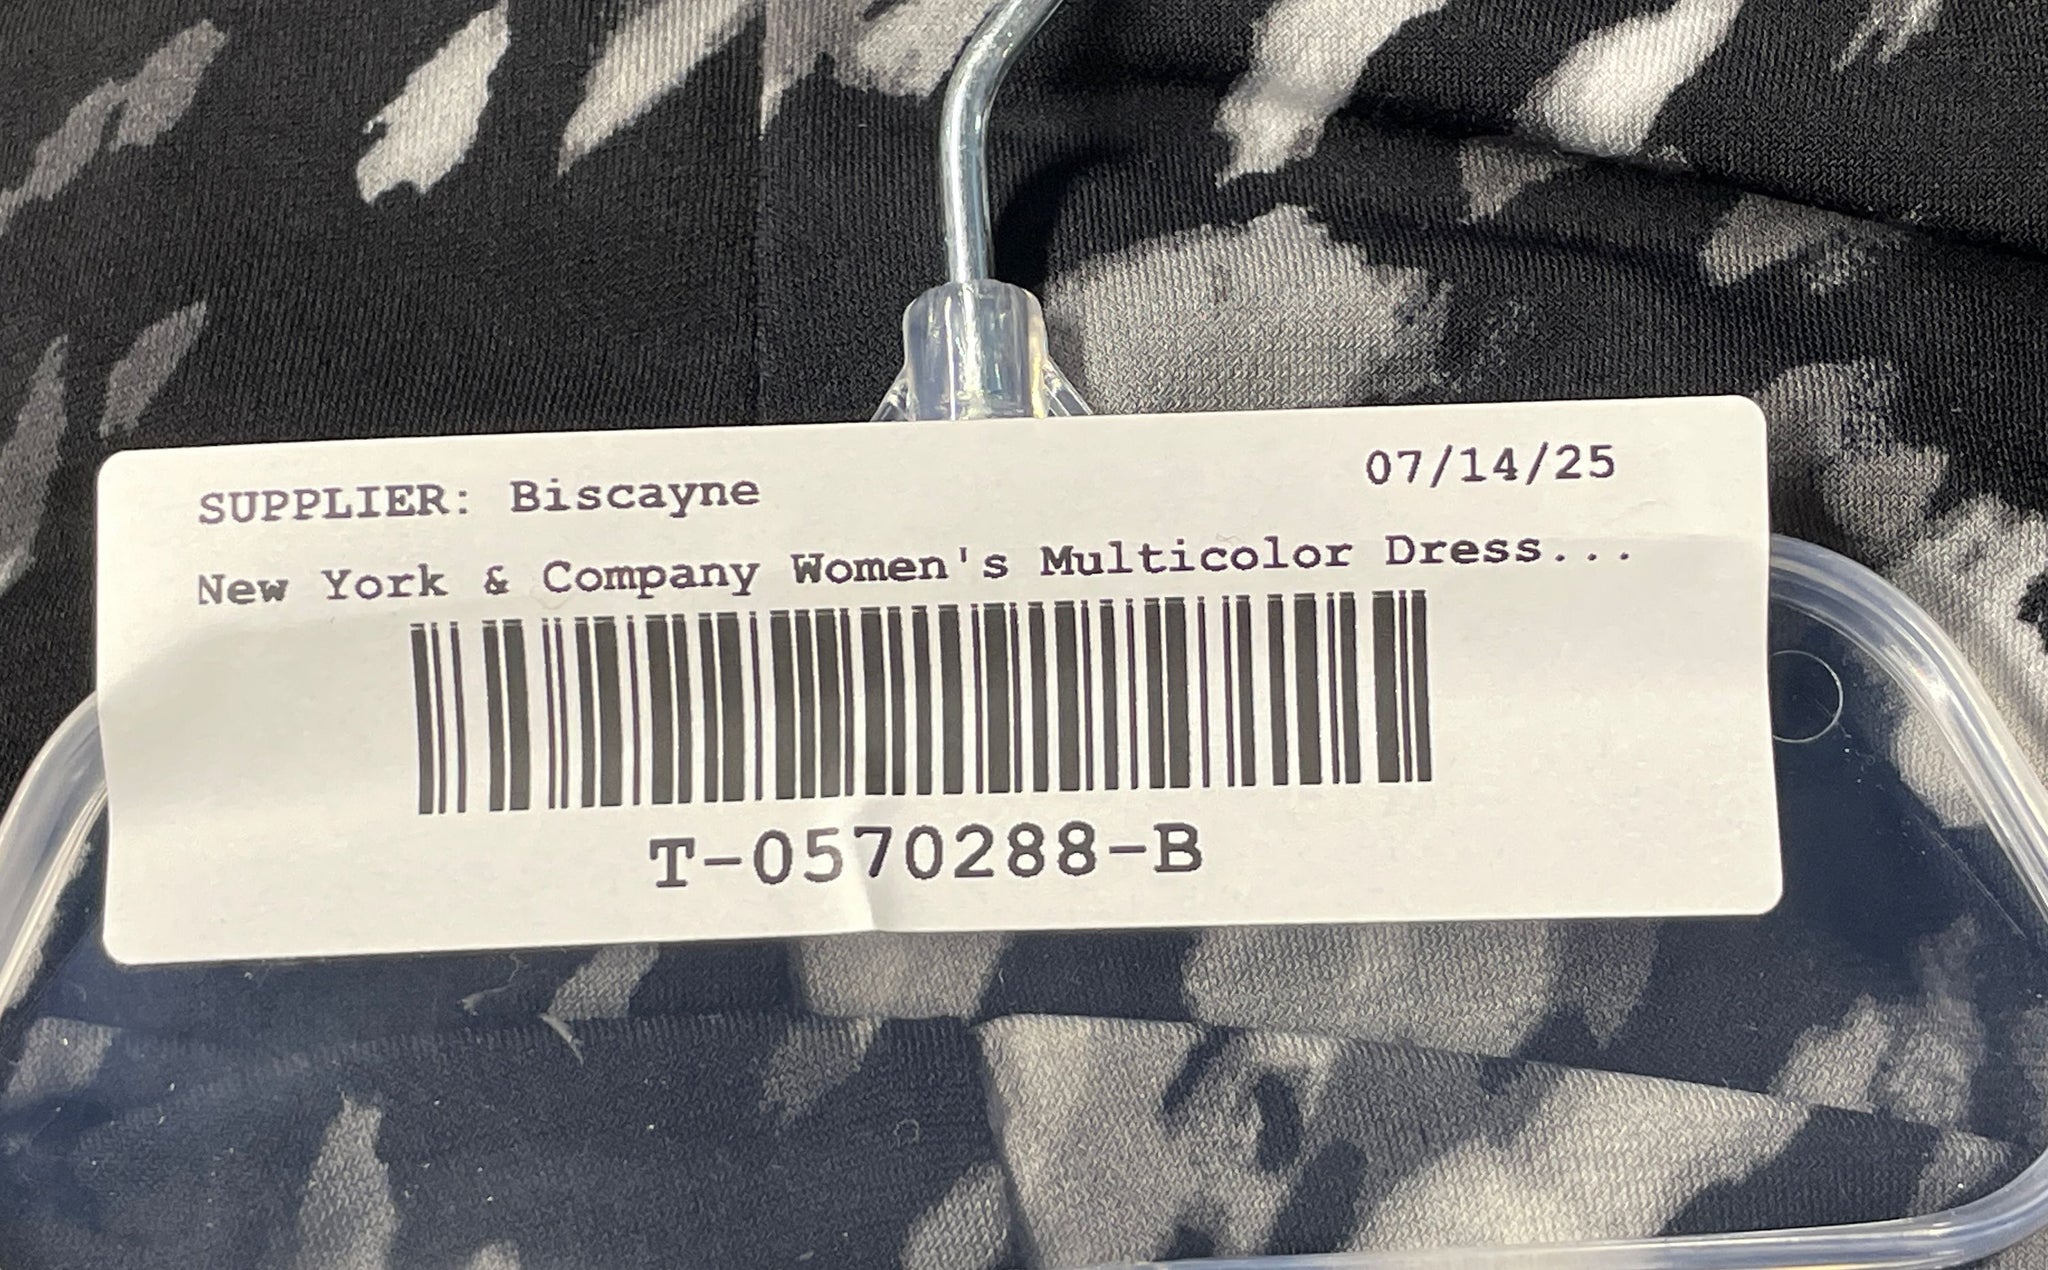 SUPPLIER: Biscayne 07/14/25
New York & Company Women's Multicolor Dress...
T-0570288-B